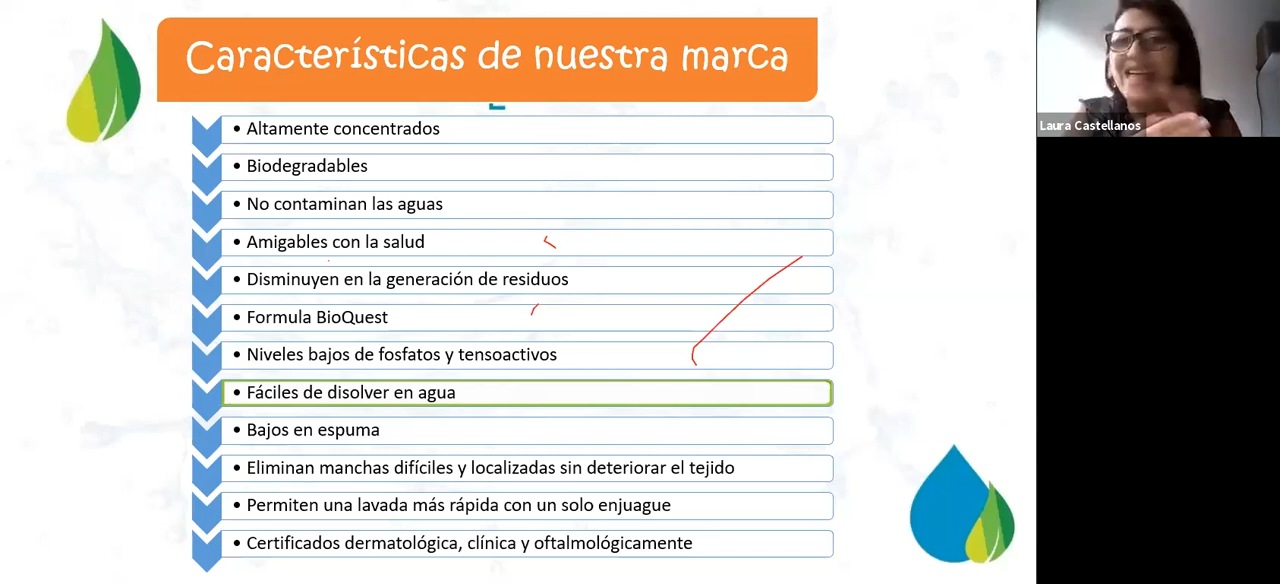 Características de nuestra marca
Laura Castellanos
• Altamente concentrados
• Biodegradables
• No contaminan las aguas
• Amigables con la salud
• Disminuyen en la generación de residuos
• Formula BioQuest
• Niveles bajos de fosfatos y tensoactivos
• Fáciles de disolver en agua
• Bajos en espuma
• Eliminan manchas difíciles y localizadas sin deteriorar el tejido
• Permiten una lavada más rápida con un solo enjuague
• Certificados dermatológica, clínica y oftalmológicamente